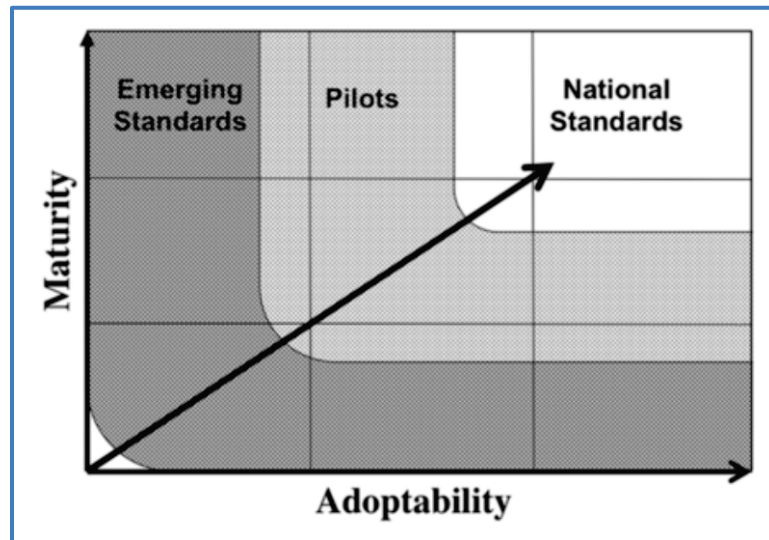 Emerging
Standards
Pilots
National
Standards
Maturity
Adoptability